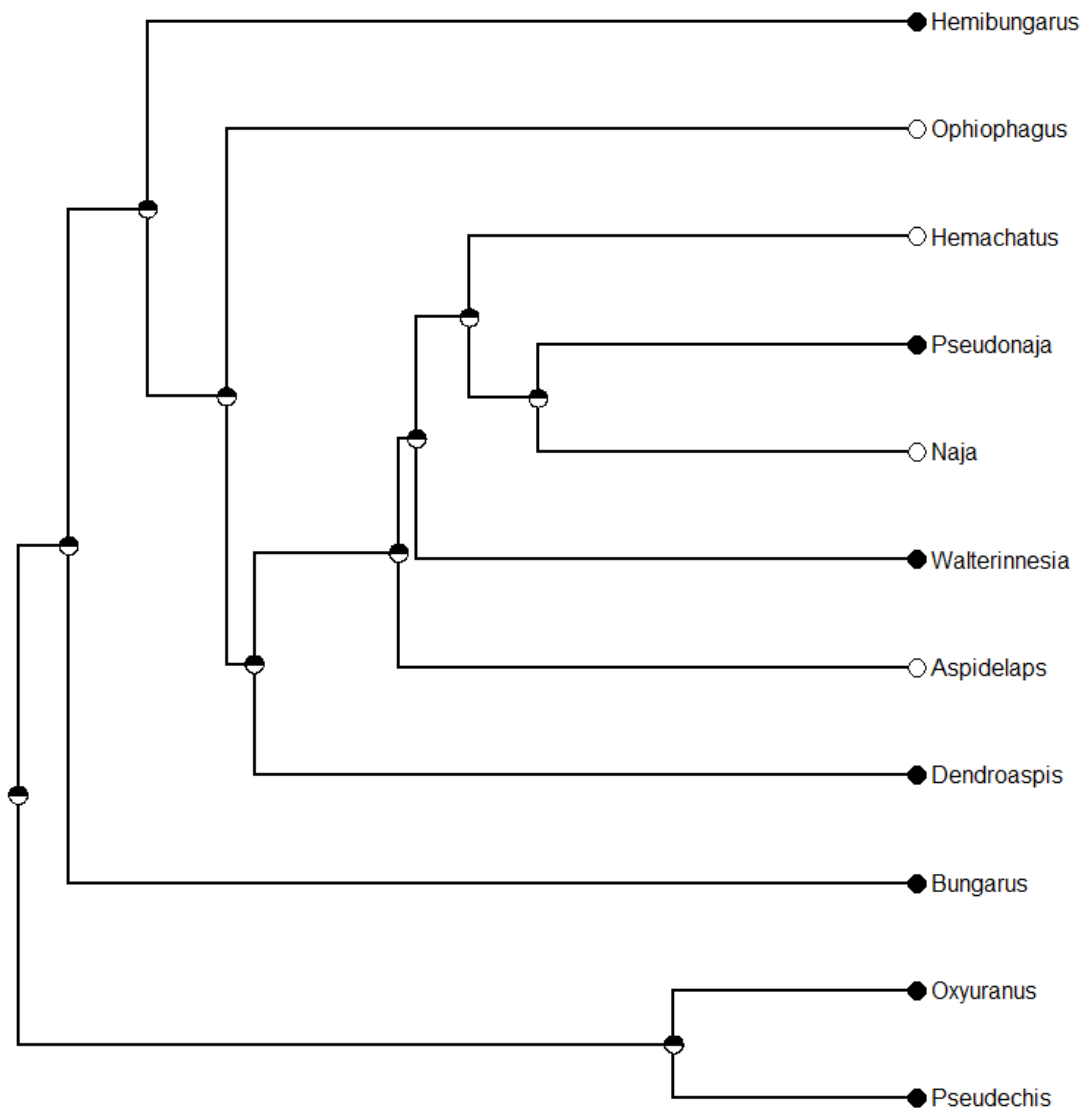 Hemibungarus
Ophiophagus
Hemachatus
Pseudonaja
Naja
Walterinnesia
Aspidelaps
Dendroaspis
Bungarus
Oxyuranus
Pseudechis